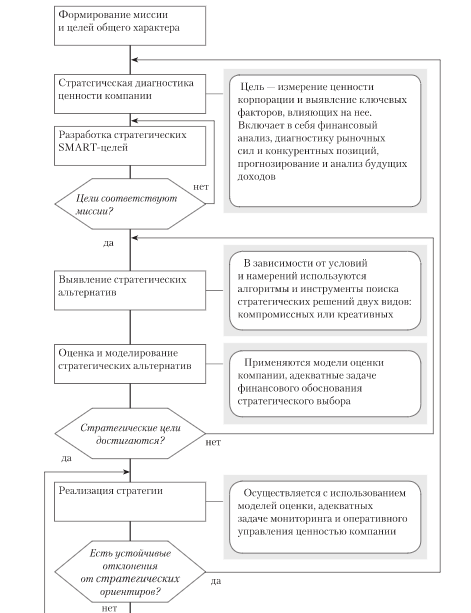 Формирование миссии
и целей общего характера
Стратегическая диагностика
ценности компании
Цель — измерение ценности
корпорации и выявление ключевых
факторов, влияющих на нее.
Включает в себя финансовый
анализ, диагностику рыночных
сил и конкурентных позиций,
прогнозирование и анализ будущих
доходов
Разработка стратегических
SMART-целей
Цели соответствуют
миссии?
нет
да
Выявление стратегических
альтернатив
В зависимости от условий
и намерений используются
алгоритмы и инструменты поиска
стратегических решений двух видов:
компромиссных или креативных
Оценка и моделирование
стратегических альтернатив
Применяются модели оценки
компании, адекватные задаче
финансового обоснования
стратегического выбора
Стратегические цели
достигаются?
нет
да
Реализация стратегии
Осуществляется с использованием
моделей оценки, адекватных
задаче мониторинга и оперативного
управления ценностью компании
Есть устойчивые
отклонения
от стратегических
ориентиров?
да
нет